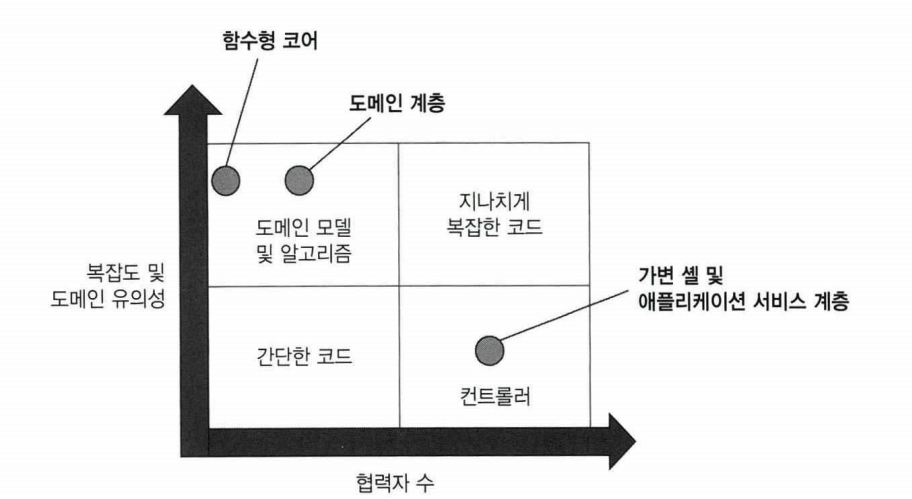 함수형 코어
도메인 계층
지나치게
복잡한 코드
도메인 모델
및 알고리즘
복잡도 및
도메인 유의성
가변 셸 및
애플리케이션 서비스 계층
간단한 코드
컨트롤러
협력자 수